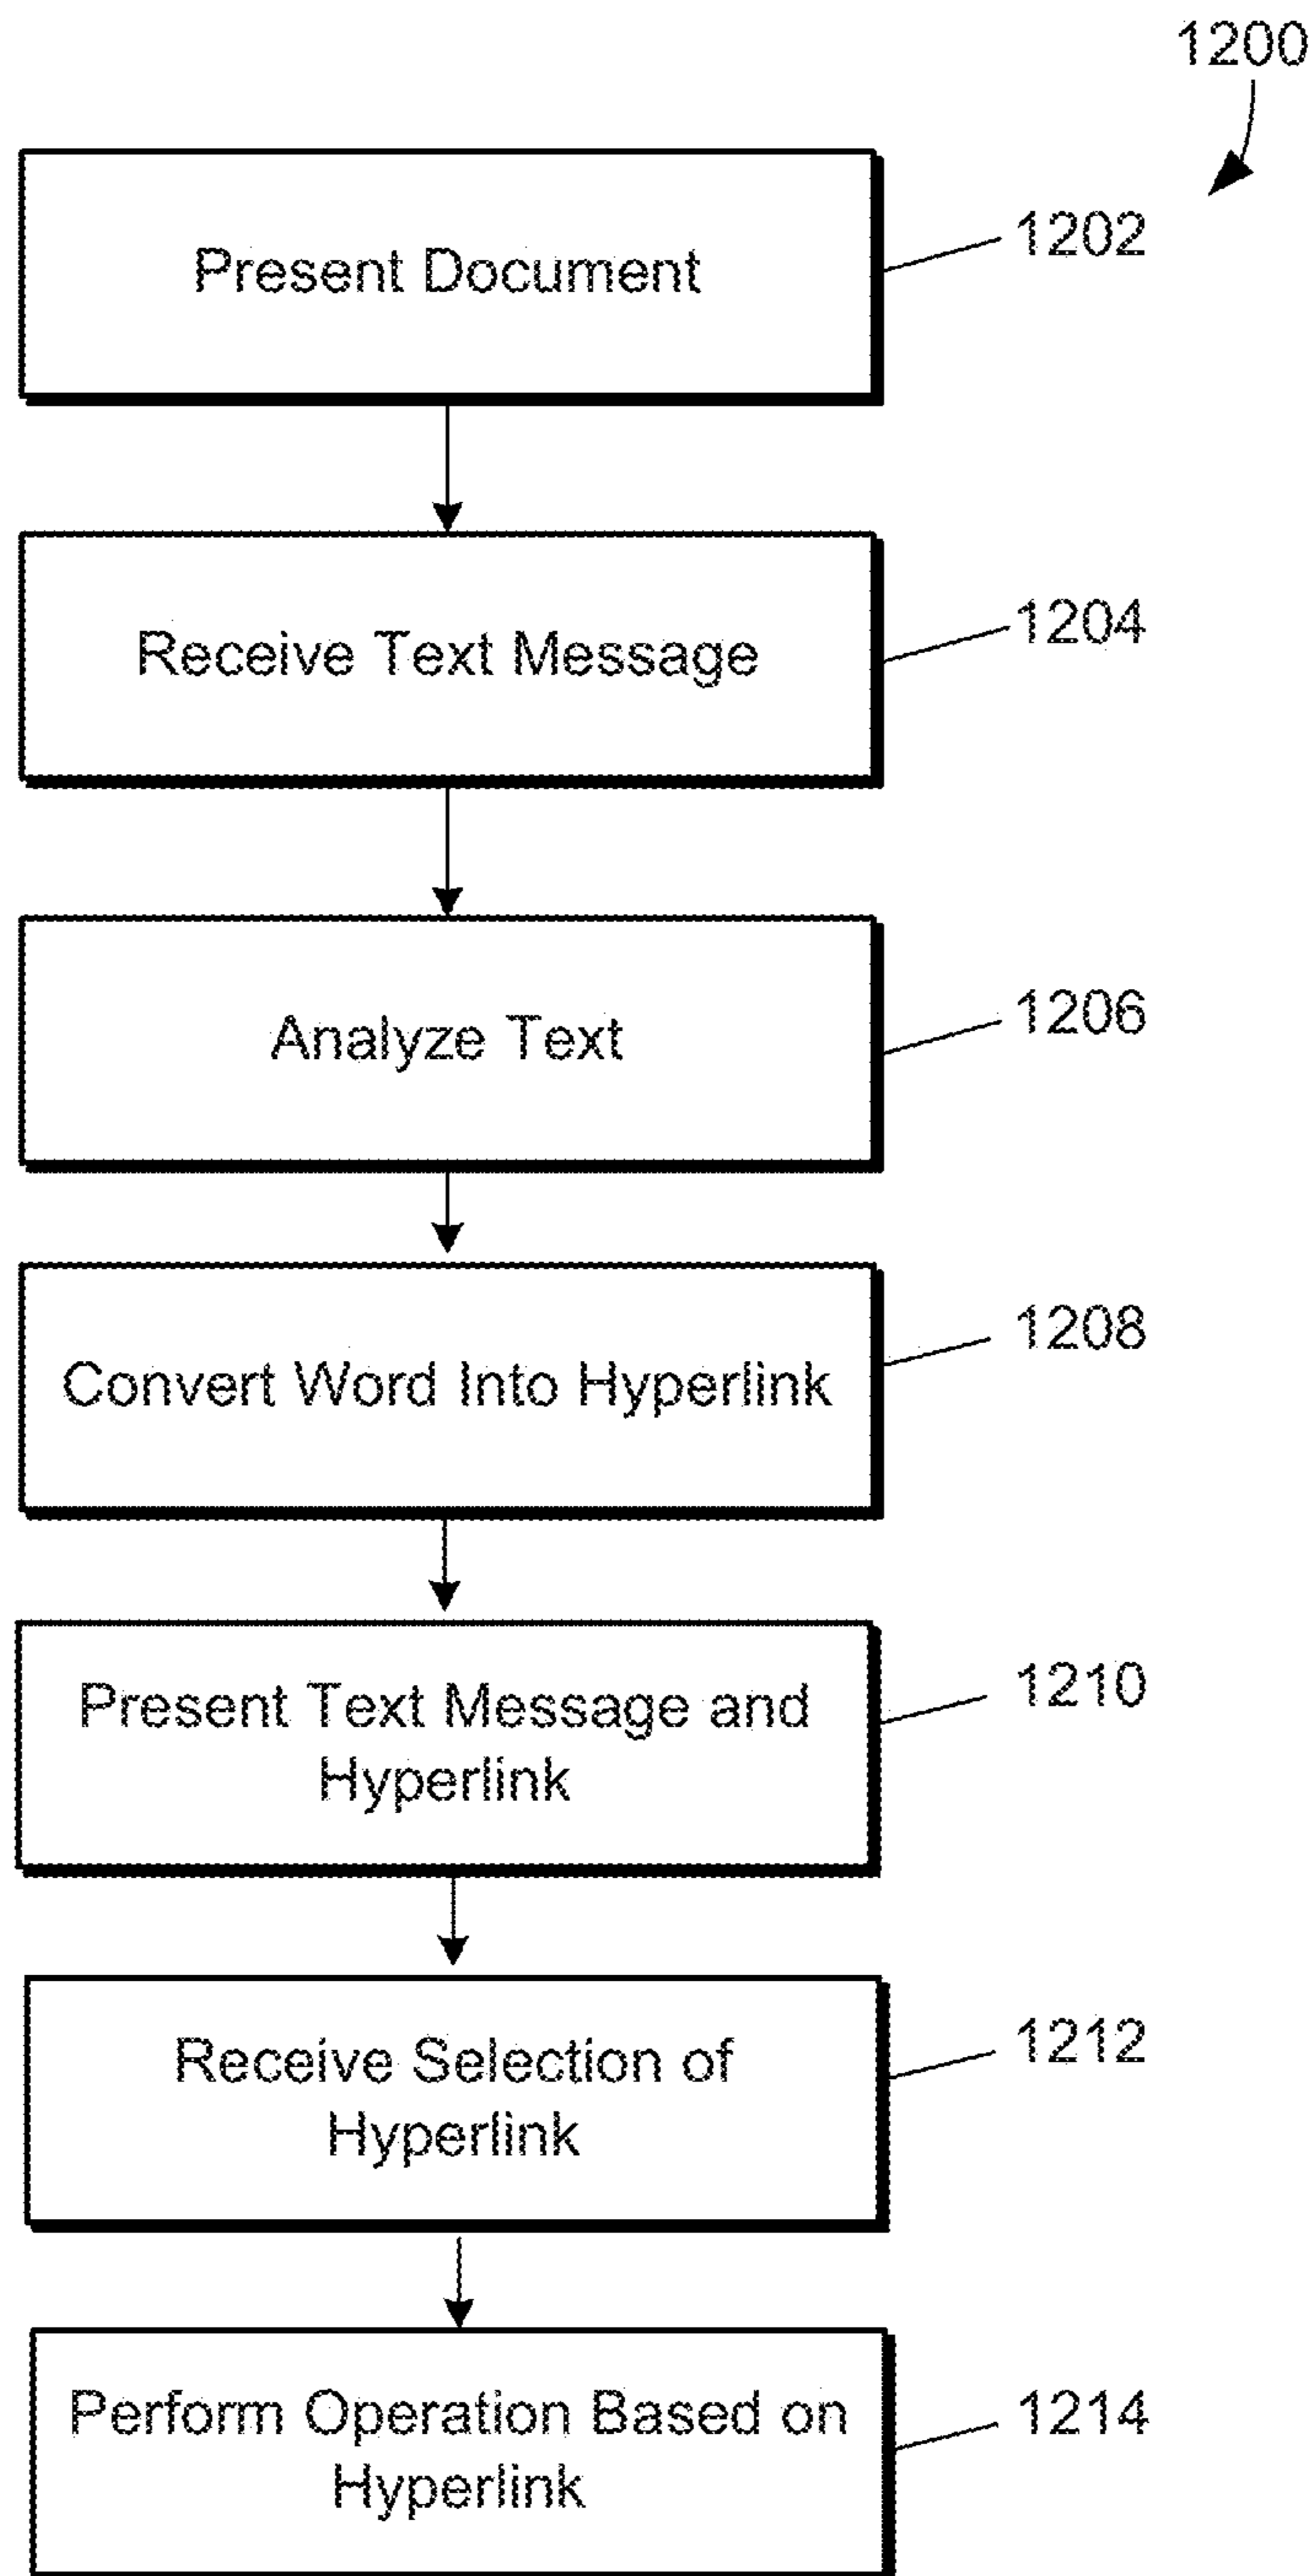 1200
Present Document
1202
Receive Text Message
1204
Analyze Text
1206
Convert Word Into Hyperlink
1208
Present Text Message and
Hyperlink
1210
Receive Selection of
Hyperlink
1212
Perform Operation Based on
Hyperlink
1214